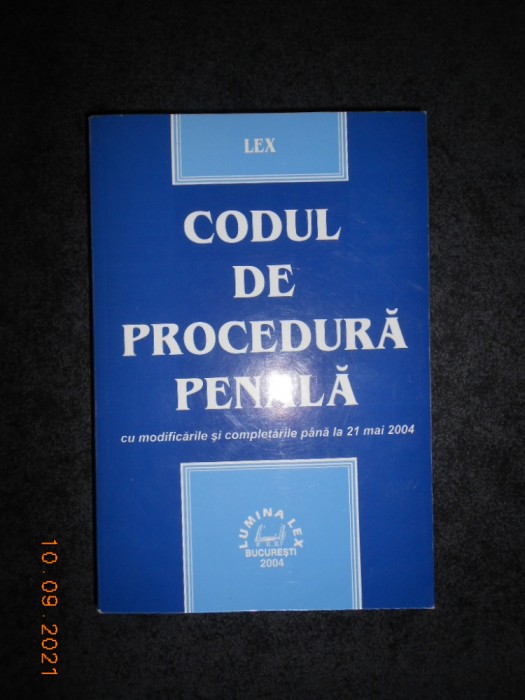 LEX
CODUL
DE
PROCEDURĂ
PENALĂ
cu modificările și completările până la 21 mai 2004
LUMINA LEX
BUCUREȘTI
2004
10.09.2021